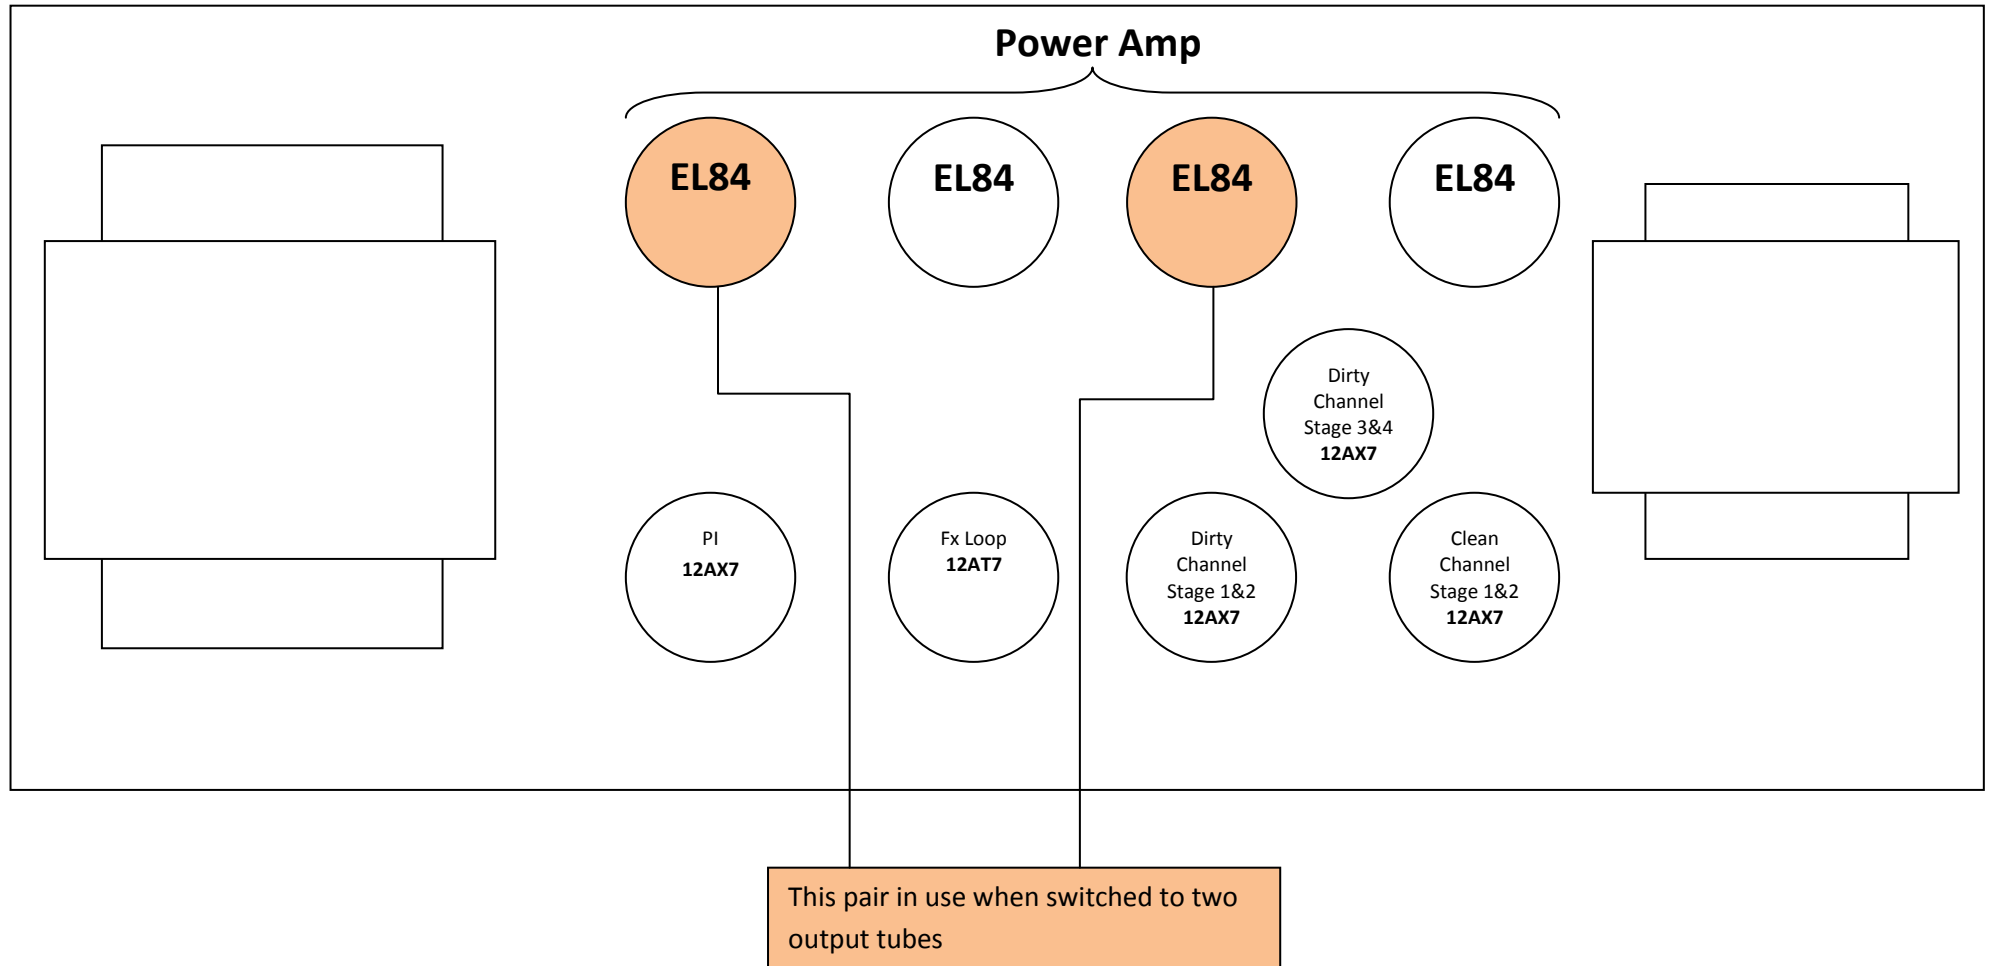 Power Amp
EL84
EL84
EL84
EL84
Dirty
Channel
Stage 3&4
12AX7
PI
12AX7
Fx Loop
12AT7
Dirty
Channel
Stage 1&2
12AX7
Clean
Channel
Stage 1&2
12AX7
This pair in use when switched to two
output tubes